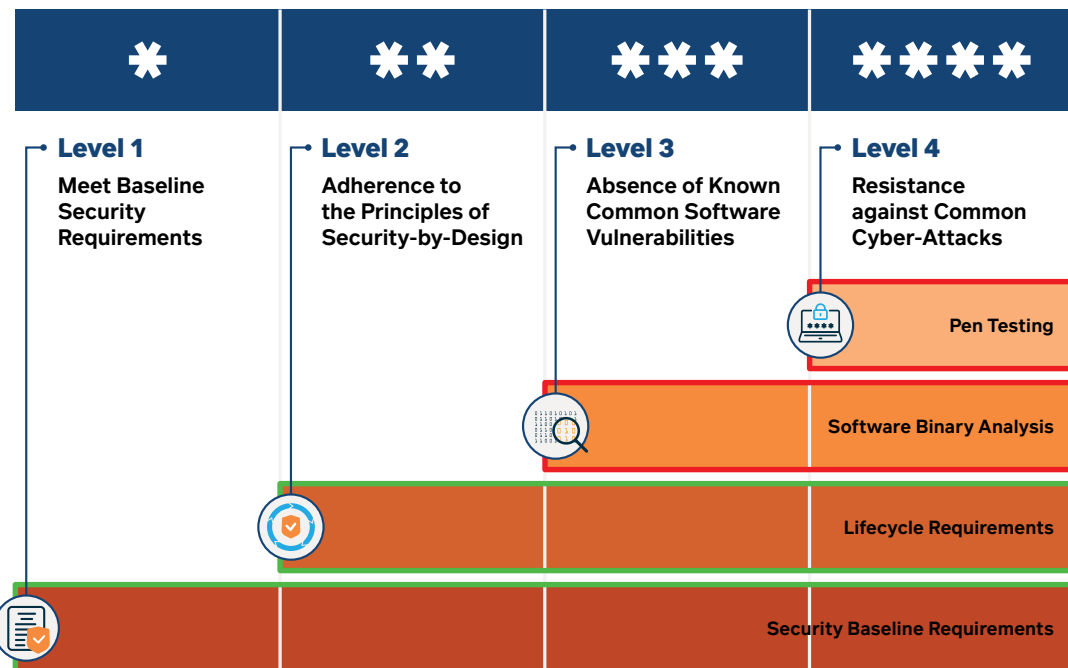 *
**
***
****
Level 1
Meet Baseline
Security
Requirements
Level 2
Adherence to
the Principles of
Security-by-Design
Level 3
Absence of Known
Common Software
Vulnerabilities
Level 4
Resistance
against Common
Cyber-Attacks
****
Pen Testing
Software Binary Analysis
Lifecycle Requirements
Security Baseline Requirements